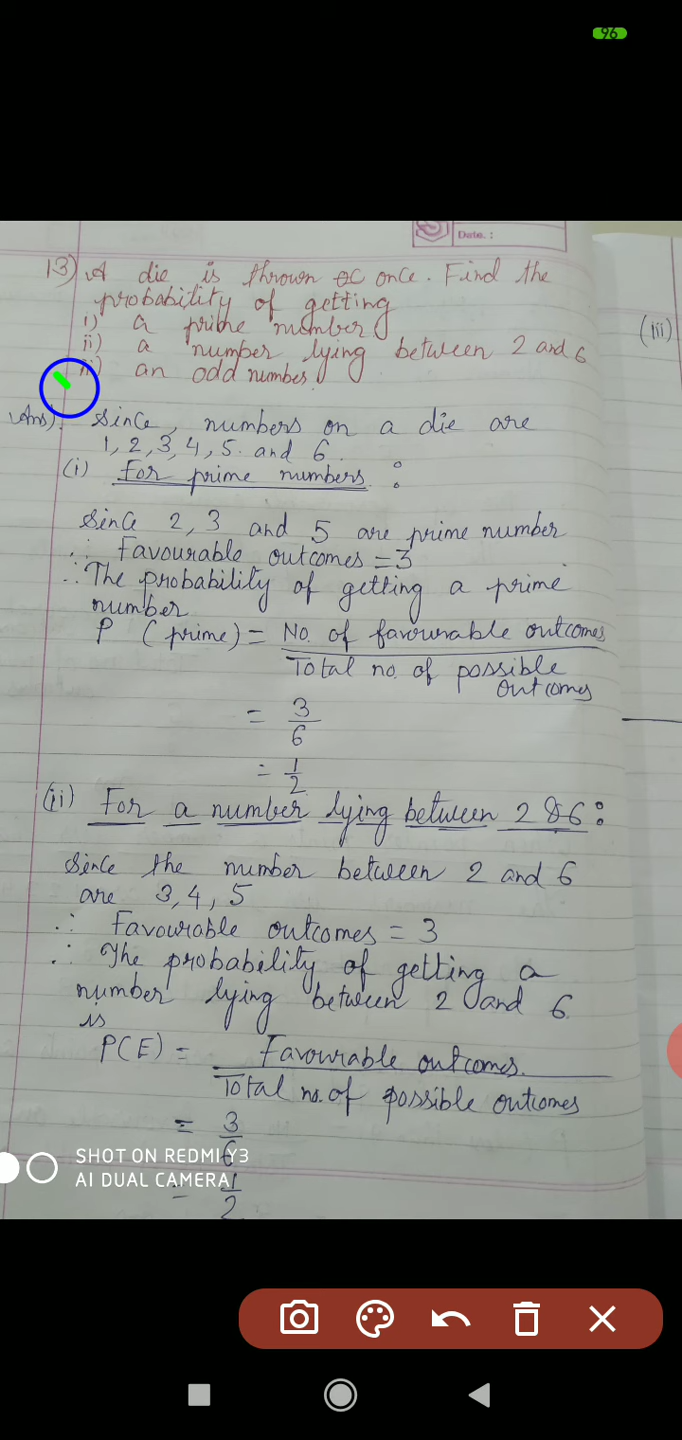 96
Date. :
13) A die is thrown once. Find the
probability of getting
i) a prime number
ii) a number lying between 2 and 6
iii) an odd number
(iii)
Ans). Since, numbers on a die are
1, 2, 3, 4, 5. and 6.
(i) For prime numbers :
Since 2, 3 and 5 are prime number
∴ Favourable outcomes = 3
∴ The probability of getting a prime
number
P (prime) = No. of favourable outcomes
Total no. of possible
outcomes
= 3
6
= 1
2
(ii) For a number lying between 2 & 6 :
Since the number between 2 and 6
are 3, 4, 5
∴ Favourable outcomes = 3
∴ The probability of getting a
number lying between 2 and 6
is
P(E) = Favourable outcomes.
Total no. of possible outcomes
= 3
6
= 1
2
SHOT ON REDMI Y3
AI DUAL CAMERA